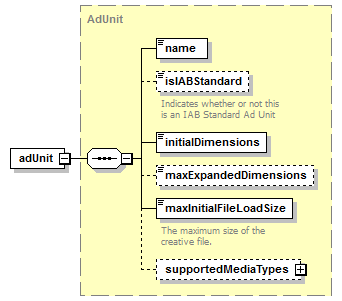 AdUnit
name
isIABStandard
Indicates whether or not this
is an IAB Standard Ad Unit
adUnit
initialDimensions
maxExpandedDimensions
maxInitialFileLoadSize
The maximum size of the
creative file.
supportedMediaTypes